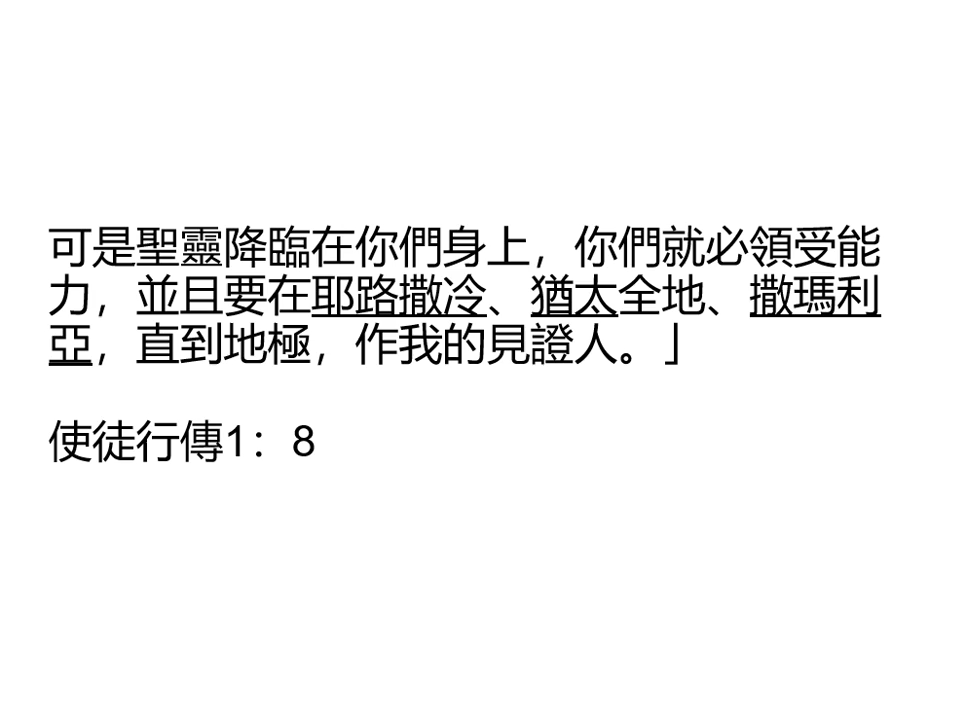 可是聖靈降臨在你們身上，你們就必領受能
力，並且要在耶路撒冷、猶太全地、撒瑪利
亞，直到地極，作我的見證人。」
使徒行傳1：8